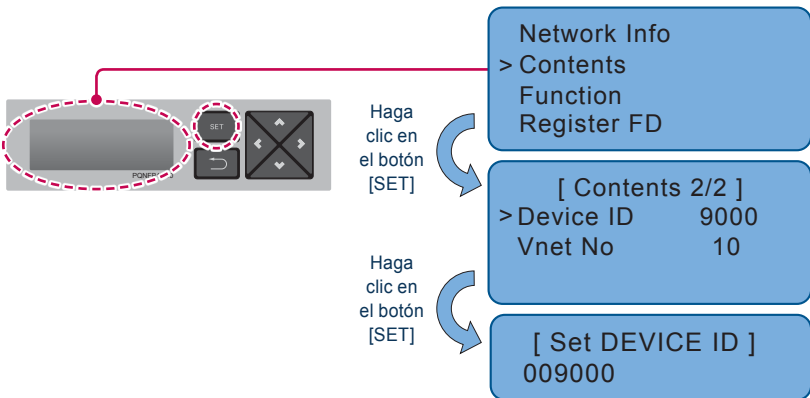 Network Info
> Contents
Function
Register FD
SET
Haga
clic en
el botón
[SET]
[ Contents 2/2 ]
> Device ID 9000
Vnet No 10
Haga
clic en
el botón
[SET]
[ Set DEVICE ID ]
009000